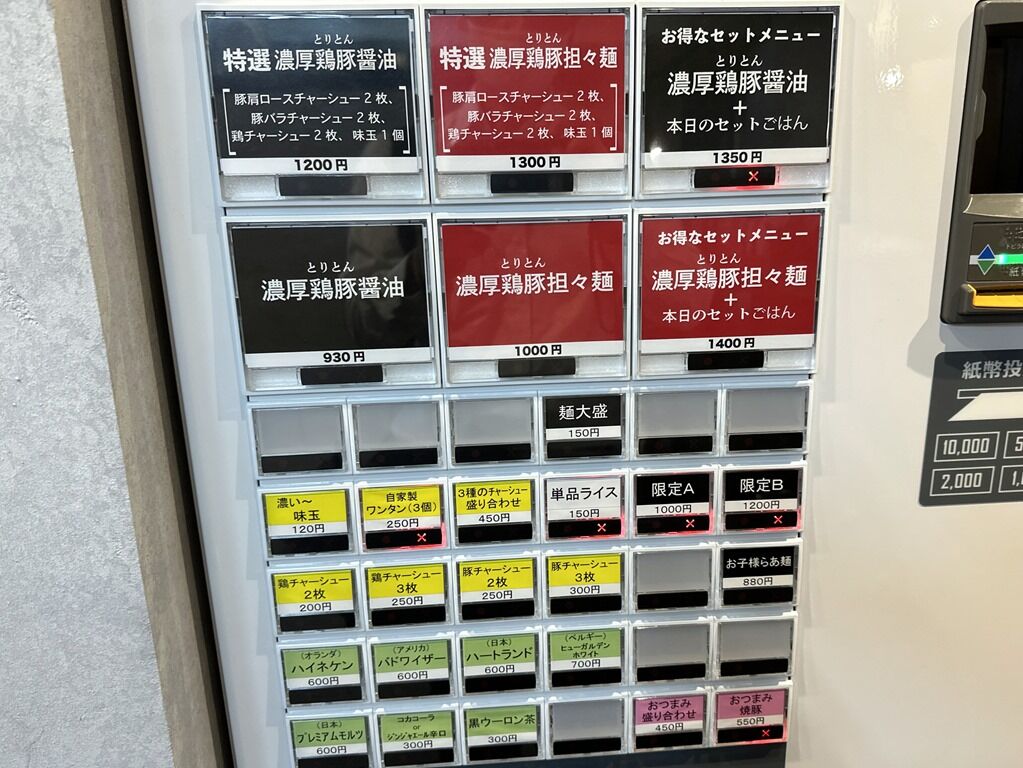 とりとん
特選 濃厚鶏豚醤油
豚肩ロースチャーシュー2枚、
豚バラチャーシュー2枚、
鶏チャーシュー2枚、味玉1個
1200円
とりとん
特選 濃厚鶏豚担々麺
豚肩ロースチャーシュー2枚、
豚バラチャーシュー2枚、
鶏チャーシュー2枚、味玉1個
1300円
お得なセットメニュー
とりとん
濃厚鶏豚醤油
+
本日のセットごはん
1350円
とりとん
濃厚鶏豚醤油
930円
とりとん
濃厚鶏豚担々麺
1000円
お得なセットメニュー
とりとん
濃厚鶏豚担々麺
+
本日のセットごはん
1400円
麺大盛
150円
濃い〜
味玉
120円
自家製
ワンタン(3個)
250円
3種のチャーシュー
盛り合わせ
450円
単品ライス
150円
限定A
1000円
限定B
1200円
鶏チャーシュー
2枚
200円
鶏チャーシュー
3枚
250円
豚チャーシュー
2枚
250円
豚チャーシュー
3枚
300円
お子様らあ麺
880円
(オランダ)
ハイネケン
600円
(アメリカ)
バドワイザー
600円
(日本)
ハートランド
600円
(ベルギー)
ヒューガルデン
ホワイト
700円
(日本)
プレミアムモルツ
600円
コカコーラ
or
ジンジャエール辛口
300円
黒ウーロン茶
300円
おつまみ
盛り合わせ
450円
おつまみ
焼豚
550円
紙幣投
10,000
2,000